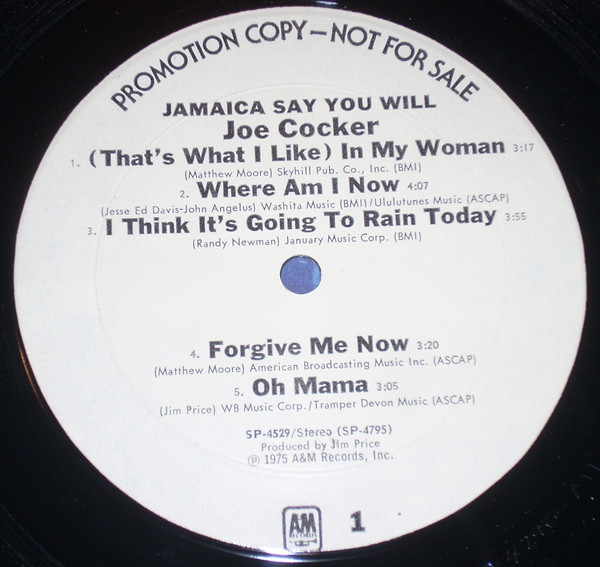 PROMOTION COPY—NOT FOR SALE
JAMAICA SAY YOU WILL
Joe Cocker
1. (That's What I Like) In My Woman 3:17
(Matthew Moore) Skyhill Pub. Co., Inc. (BMI)
2. Where Am I Now 4:07
(Jesse Ed Davis-John Angelus) Washita Music (BMI)/Ululutunes Music (ASCAP)
3. I Think It's Going To Rain Today 3:55
(Randy Newman) January Music Corp. (BMI)
4. Forgive Me Now 3:20
(Matthew Moore) American Broadcasting Music Inc. (ASCAP)
5. Oh Mama 3:05
(Jim Price) WB Music Corp./Tramper Devon Music (ASCAP)
SP-4529/Stereo (SP-4795)
Produced by Jim Price
℗ 1975 A&M Records, Inc.
AM
RECORDS
1